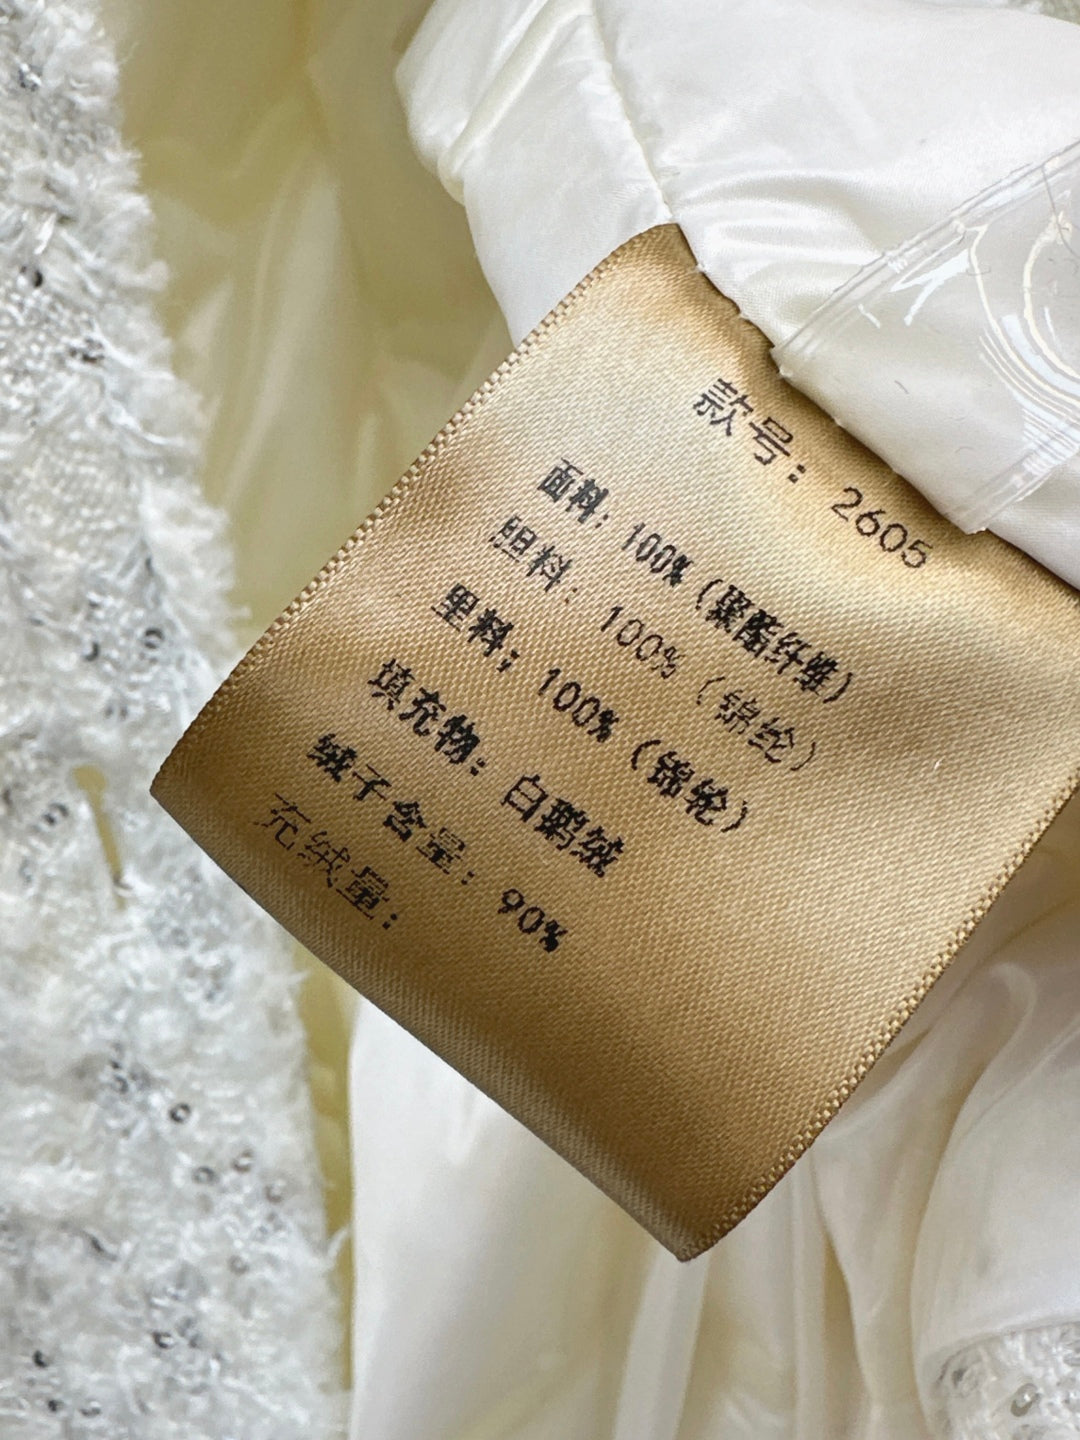 款号：2605
面料：100%（聚酯纤维）
胆料：100%（锦纶）
里料：100%（锦纶）
填充物：白鹅绒
绒子含量：90%
充绒量：